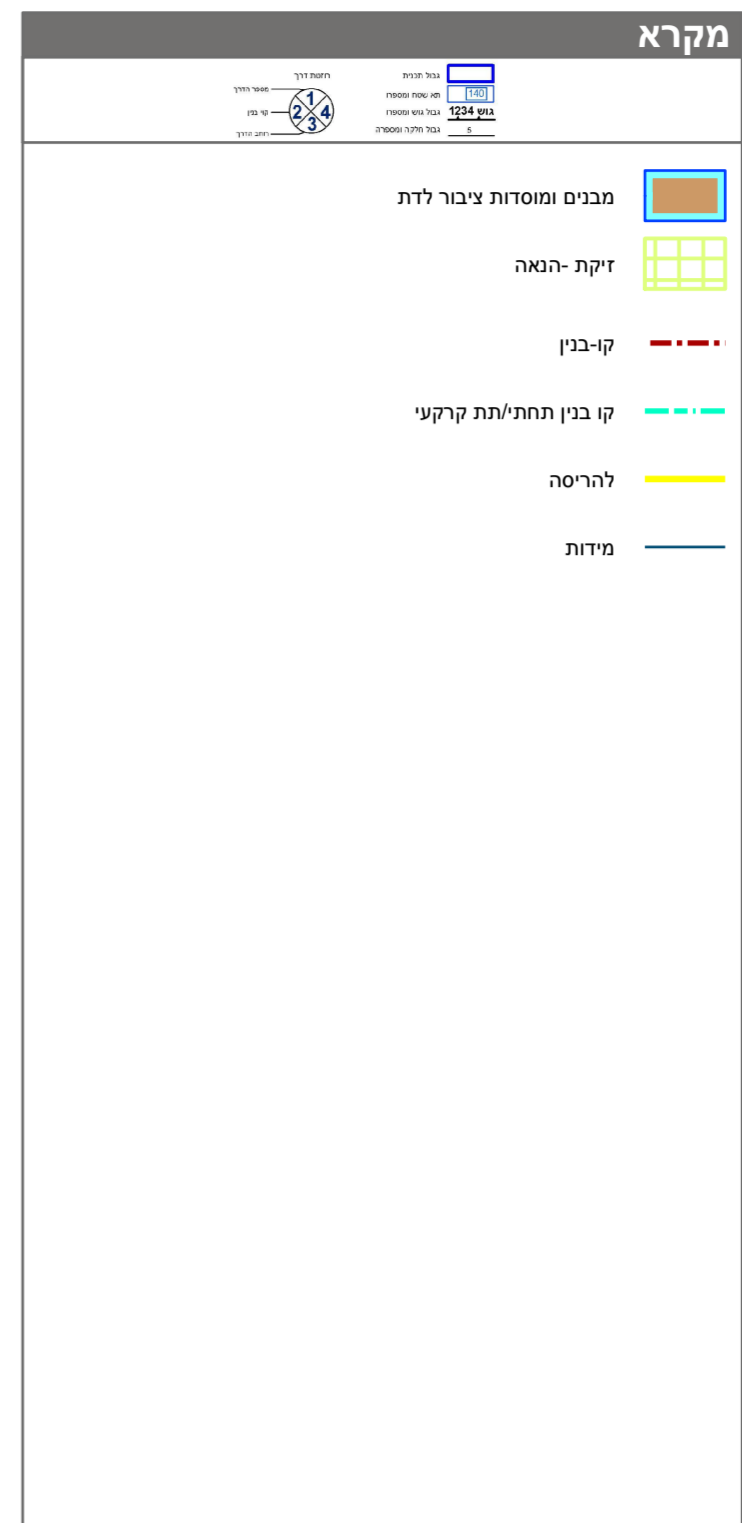 מקרא
גבול תכנית
תא שטח ומספרו 140
גבול גוש ומספרו גוש 1234
גבול חלקה ומספרה 5
רוזטת דרך
מספר הדרך
קוי בנין
רוחב הדרך
1
2 4
3
מבנים ומוסדות ציבור לדת
זיקת -הנאה
קו-בנין
קו בנין תחתי/תת קרקעי
להריסה
מידות